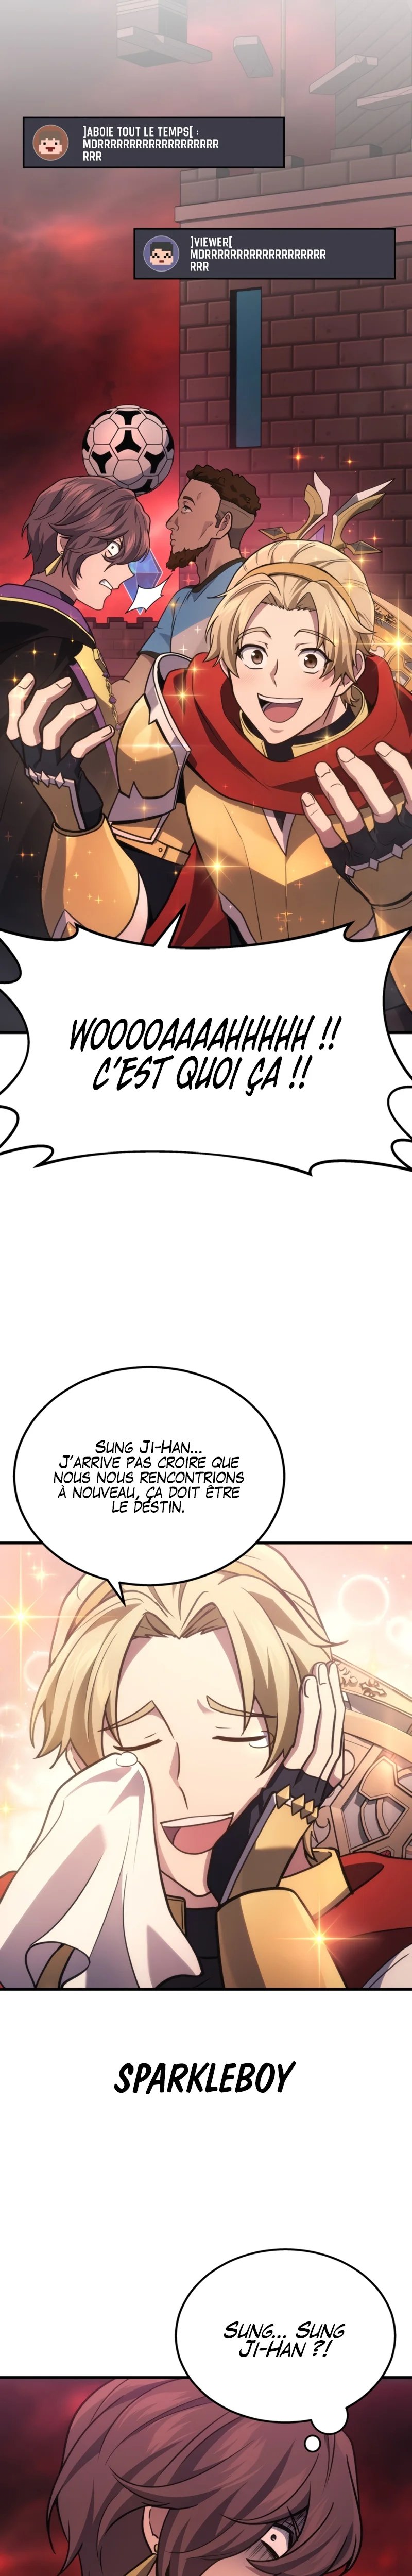 ]ABOIE TOUT LE TEMPS[ :
MDRRRRRRRRRRRRRRRRRRR
RRR
]VIEWER[
MDRRRRRRRRRRRRRRRRRRR
RRR
WOOOOAAAAHHHHH !!
C'EST QUOI ÇA !!
SUNG JI-HAN...
J'ARRIVE PAS CROIRE QUE
NOUS NOUS RENCONTRIONS
À NOUVEAU, ÇA DOIT ÊTRE
LE DESTIN.
SPARKLEBOY
SUNG... SUNG
JI-HAN ?!